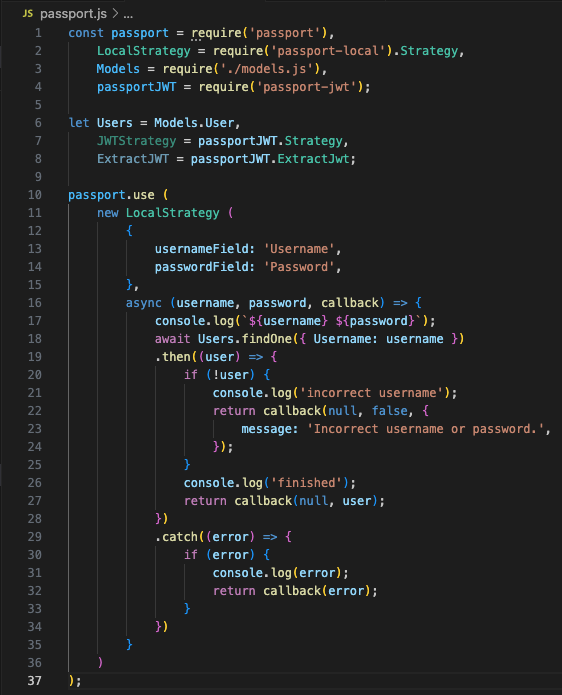 JS passport.js > ...
1 const passport = require('passport'),
2     LocalStrategy = require('passport-local').Strategy,
3     Models = require('./models.js'),
4     passportJWT = require('passport-jwt');
5
6 let Users = Models.User,
7     JWTStrategy = passportJWT.Strategy,
8     ExtractJWT = passportJWT.ExtractJwt;
9
10 passport.use (
11     new LocalStrategy (
12         {
13             usernameField: 'Username',
14             passwordField: 'Password',
15         },
16         async (username, password, callback) => {
17             console.log(`${username} ${password}`);
18             await Users.findOne({ Username: username })
19             .then((user) => {
20                 if (!user) {
21                     console.log('incorrect username');
22                     return callback(null, false, {
23                         message: 'Incorrect username or password.',
24                     });
25                 }
26                 console.log('finished');
27                 return callback(null, user);
28             })
29             .catch((error) => {
30                 if (error) {
31                     console.log(error);
32                     return callback(error);
33                 }
34             })
35         }
36     )
37 );